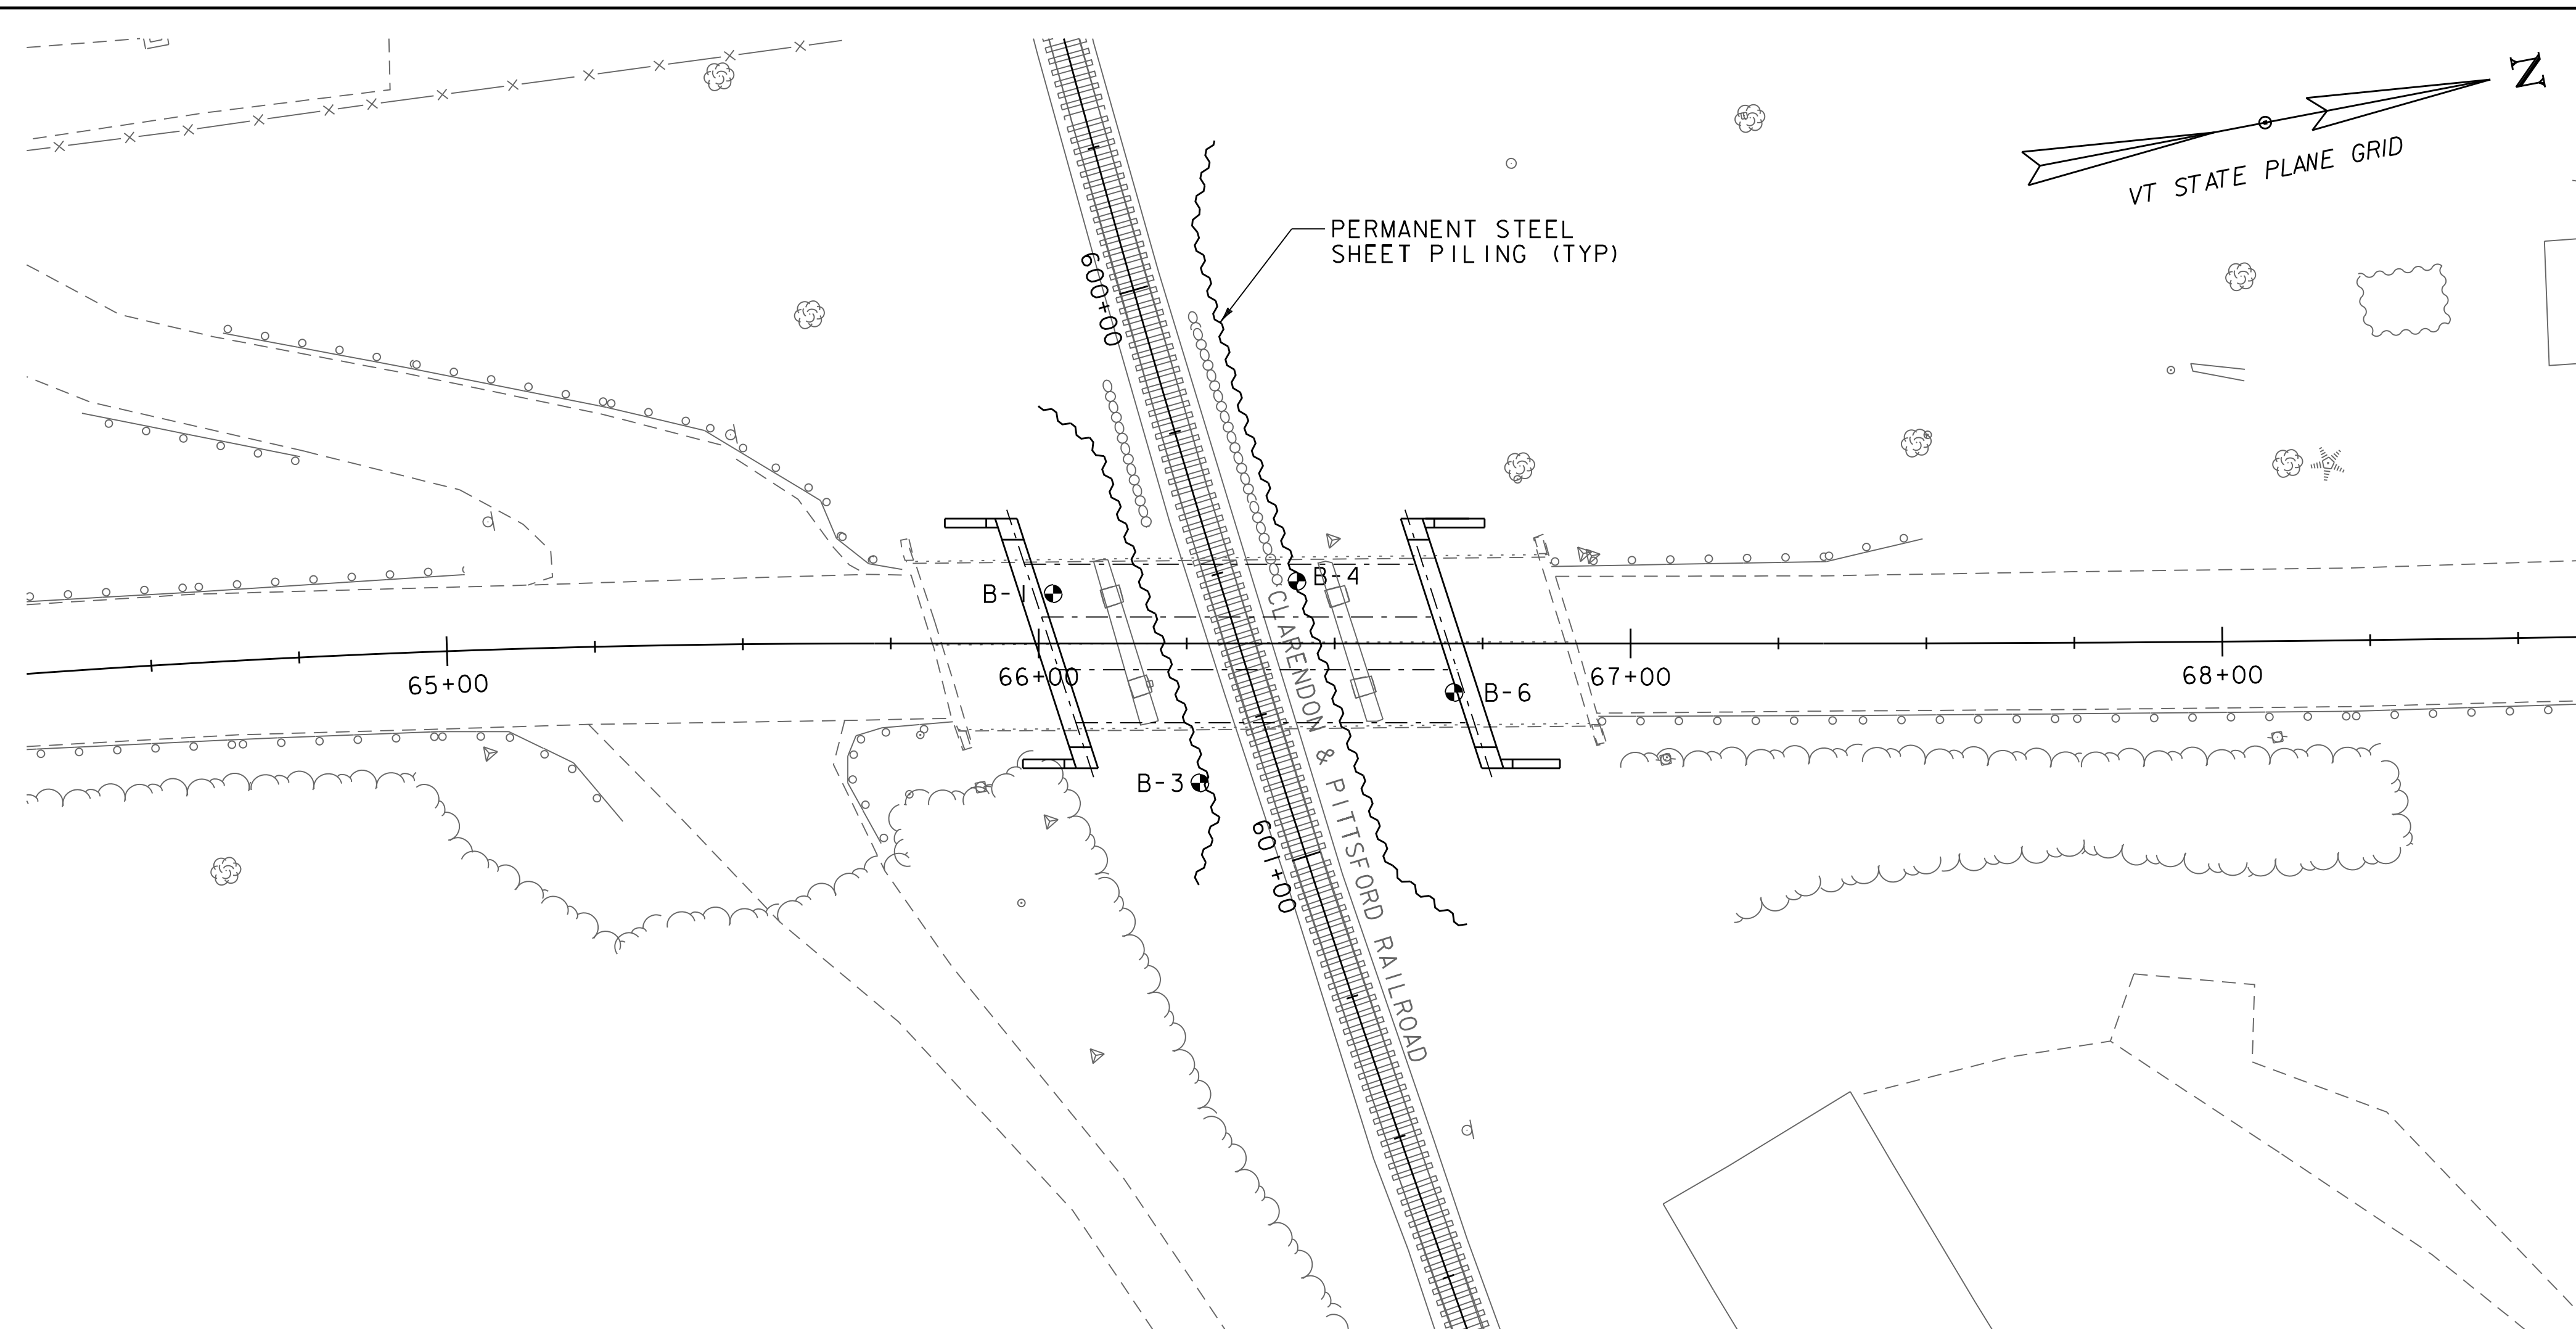 N
VT STATE PLANE GRID
PERMANENT STEEL
SHEET PILING (TYP)
600+00
B-1
B-4
CLARENDON & PITTSFORD RAILROAD
65+00
66+00
B-6
67+00
68+00
B-3
601+00